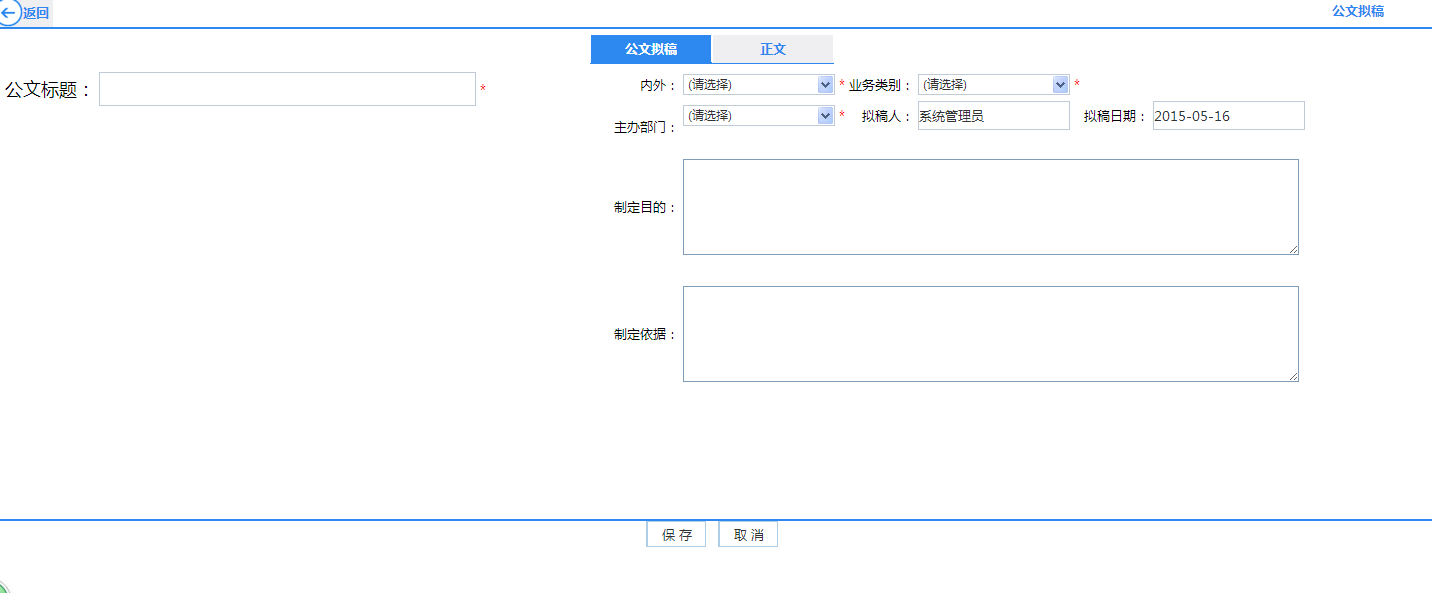 返回
公文拟稿
公文拟稿 正文
公文标题： *
内外： (请选择) * 业务类别： (请选择) *
主办部门： (请选择) * 拟稿人： 系统管理员 拟稿日期： 2015-05-16
制定目的：
制定依据：
保 存 取 消